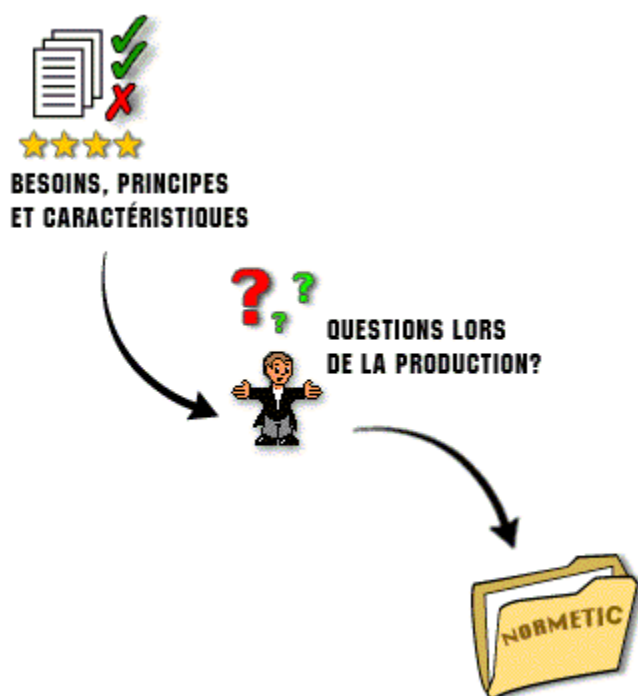 BESOINS, PRINCIPES
ET CARACTÉRISTIQUES
QUESTIONS LORS
DE LA PRODUCTION?
NORMETIC